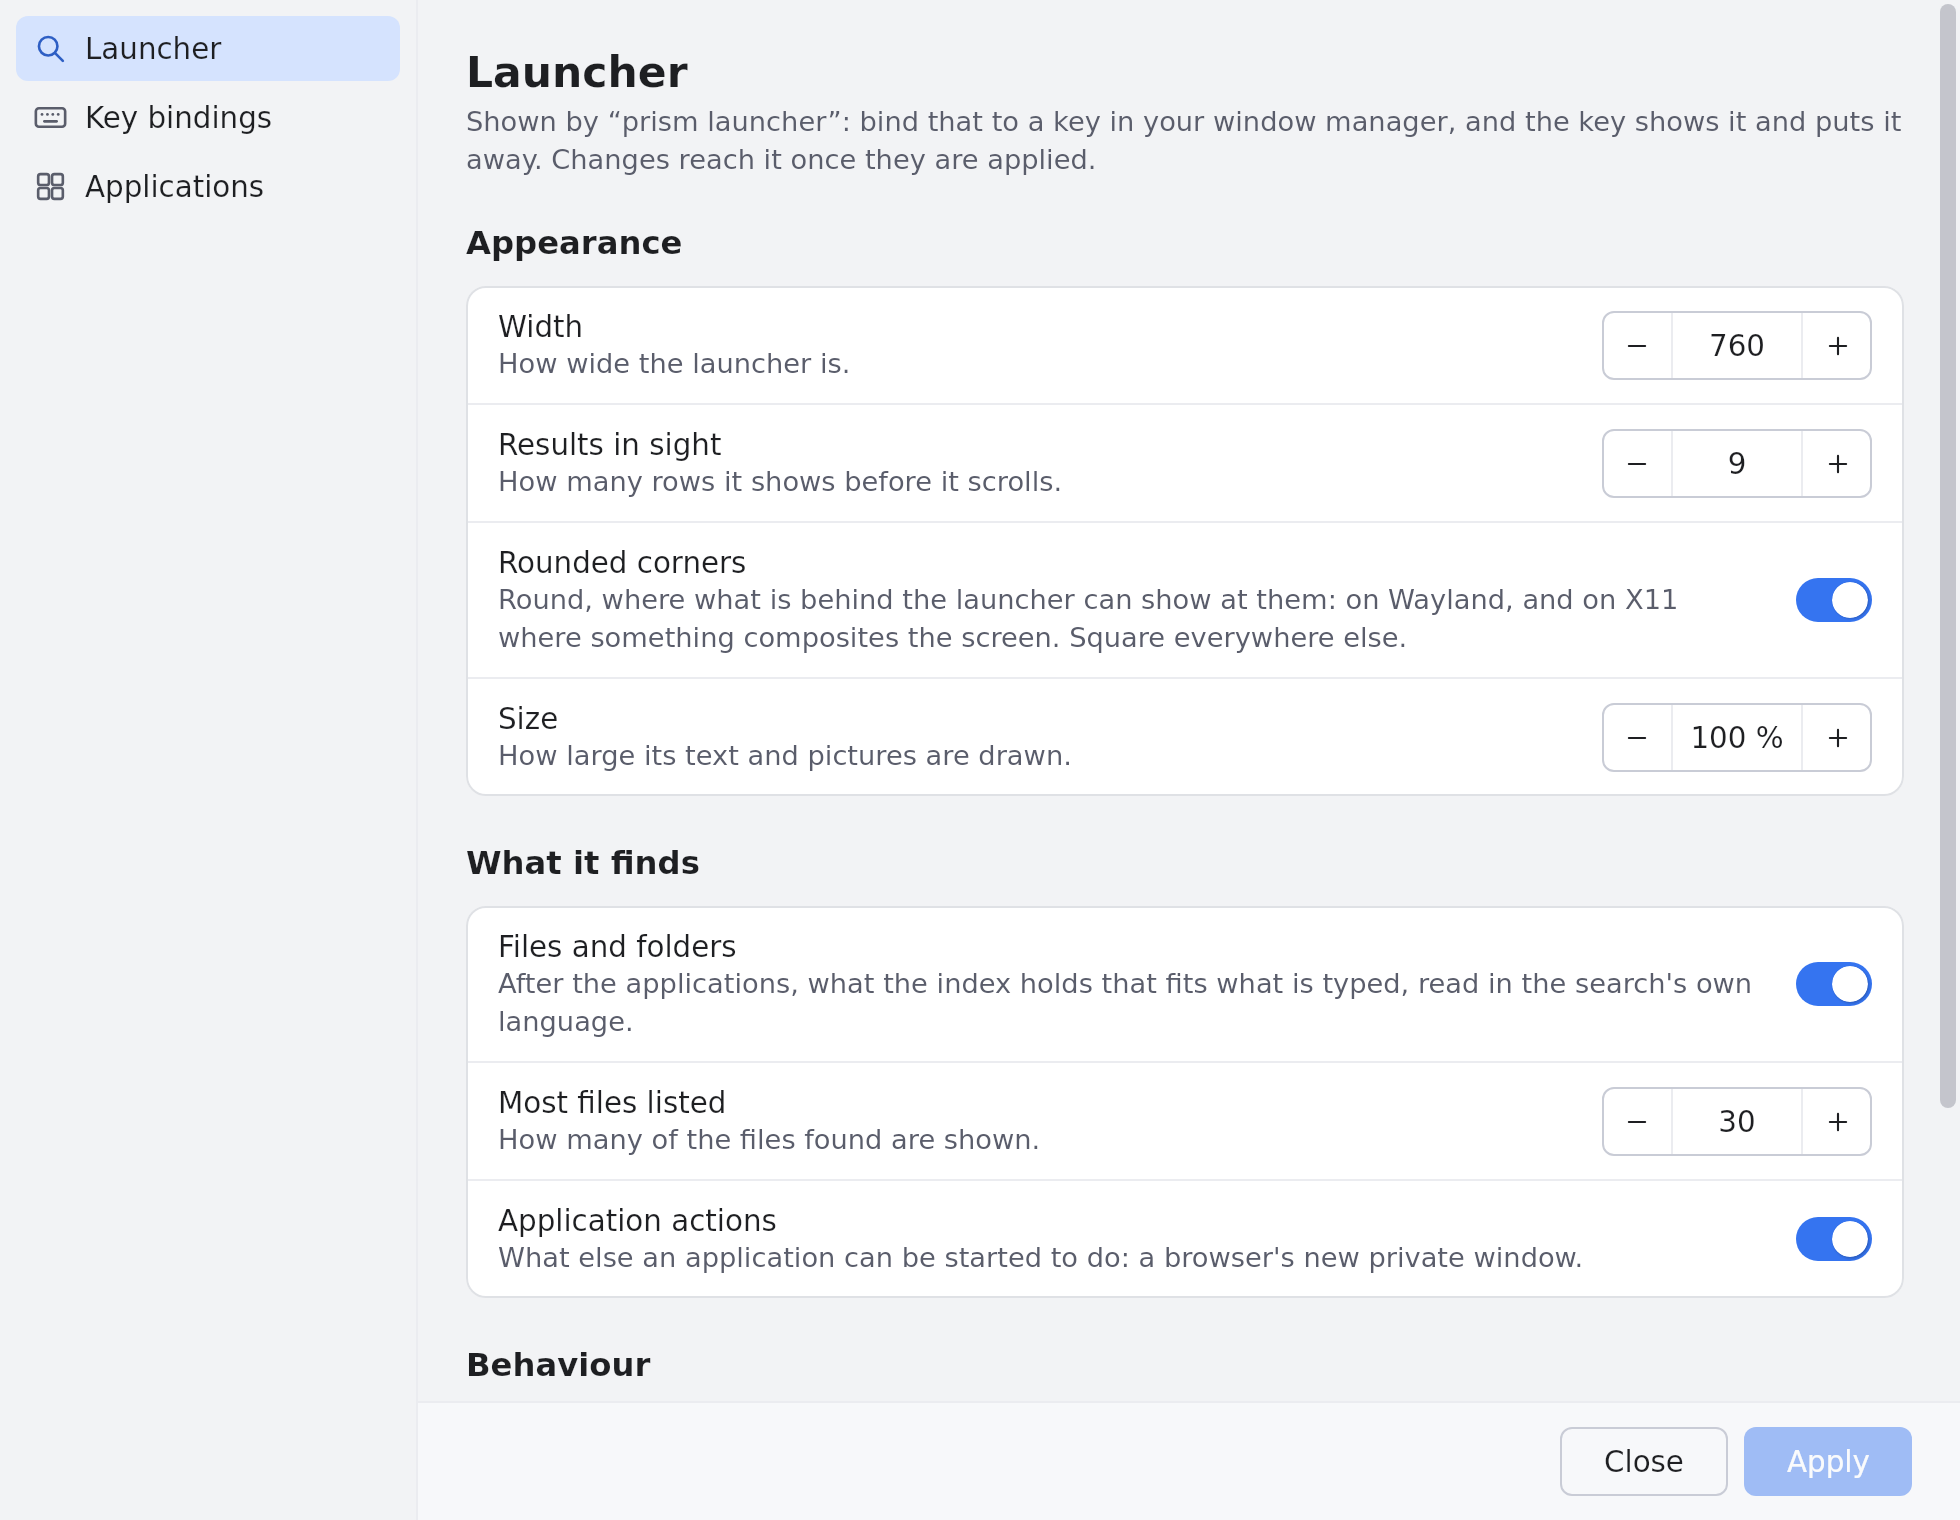 Launcher
Key bindings
Applications
Launcher
Shown by “prism launcher”: bind that to a key in your window manager, and the key shows it and puts it
away. Changes reach it once they are applied.
Appearance
Width
How wide the launcher is.
− 760 +
Results in sight
How many rows it shows before it scrolls.
− 9 +
Rounded corners
Round, where what is behind the launcher can show at them: on Wayland, and on X11
where something composites the screen. Square everywhere else.
Size
How large its text and pictures are drawn.
− 100 % +
What it finds
Files and folders
After the applications, what the index holds that fits what is typed, read in the search's own
language.
Most files listed
How many of the files found are shown.
− 30 +
Application actions
What else an application can be started to do: a browser's new private window.
Behaviour
Close
Apply